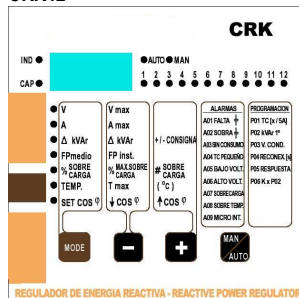 CRK
IND
AUTO MAN
CAP
1 2 3 4 5 6 7 8 9 10 11 12
V
A
Δ kVAr
FPmedio
% SOBRE CARGA
TEMP.
SET COS φ
V max
A max
Δ kVAr
FP inst.
% MAX.SOBRE CARGA
T max
COS φ
+ / - CONSIGNA
# SOBRE CARGA
(°C)
COS φ
ALARMAS
A01 FALTA
A02 SOBRA
A03 SIN CONSUMO
A04 TC PEQUEÑO
A05 BAJO VOLT.
A06 ALTO VOLT.
A07 SOBRECARGA
A08 SOBRE TEMP.
A09 MICRO INT.
PROGRAMACION
P01 TC [x / 5A]
P02 kVAr 1º
P03 V. COND.
P04 RECONEX. [s]
P05 RESPUESTA
P06 K x P02
MODE
-
+
MAN
AUTO
REGULADOR DE ENERGIA REACTIVA - REACTIVE POWER REGULATOR